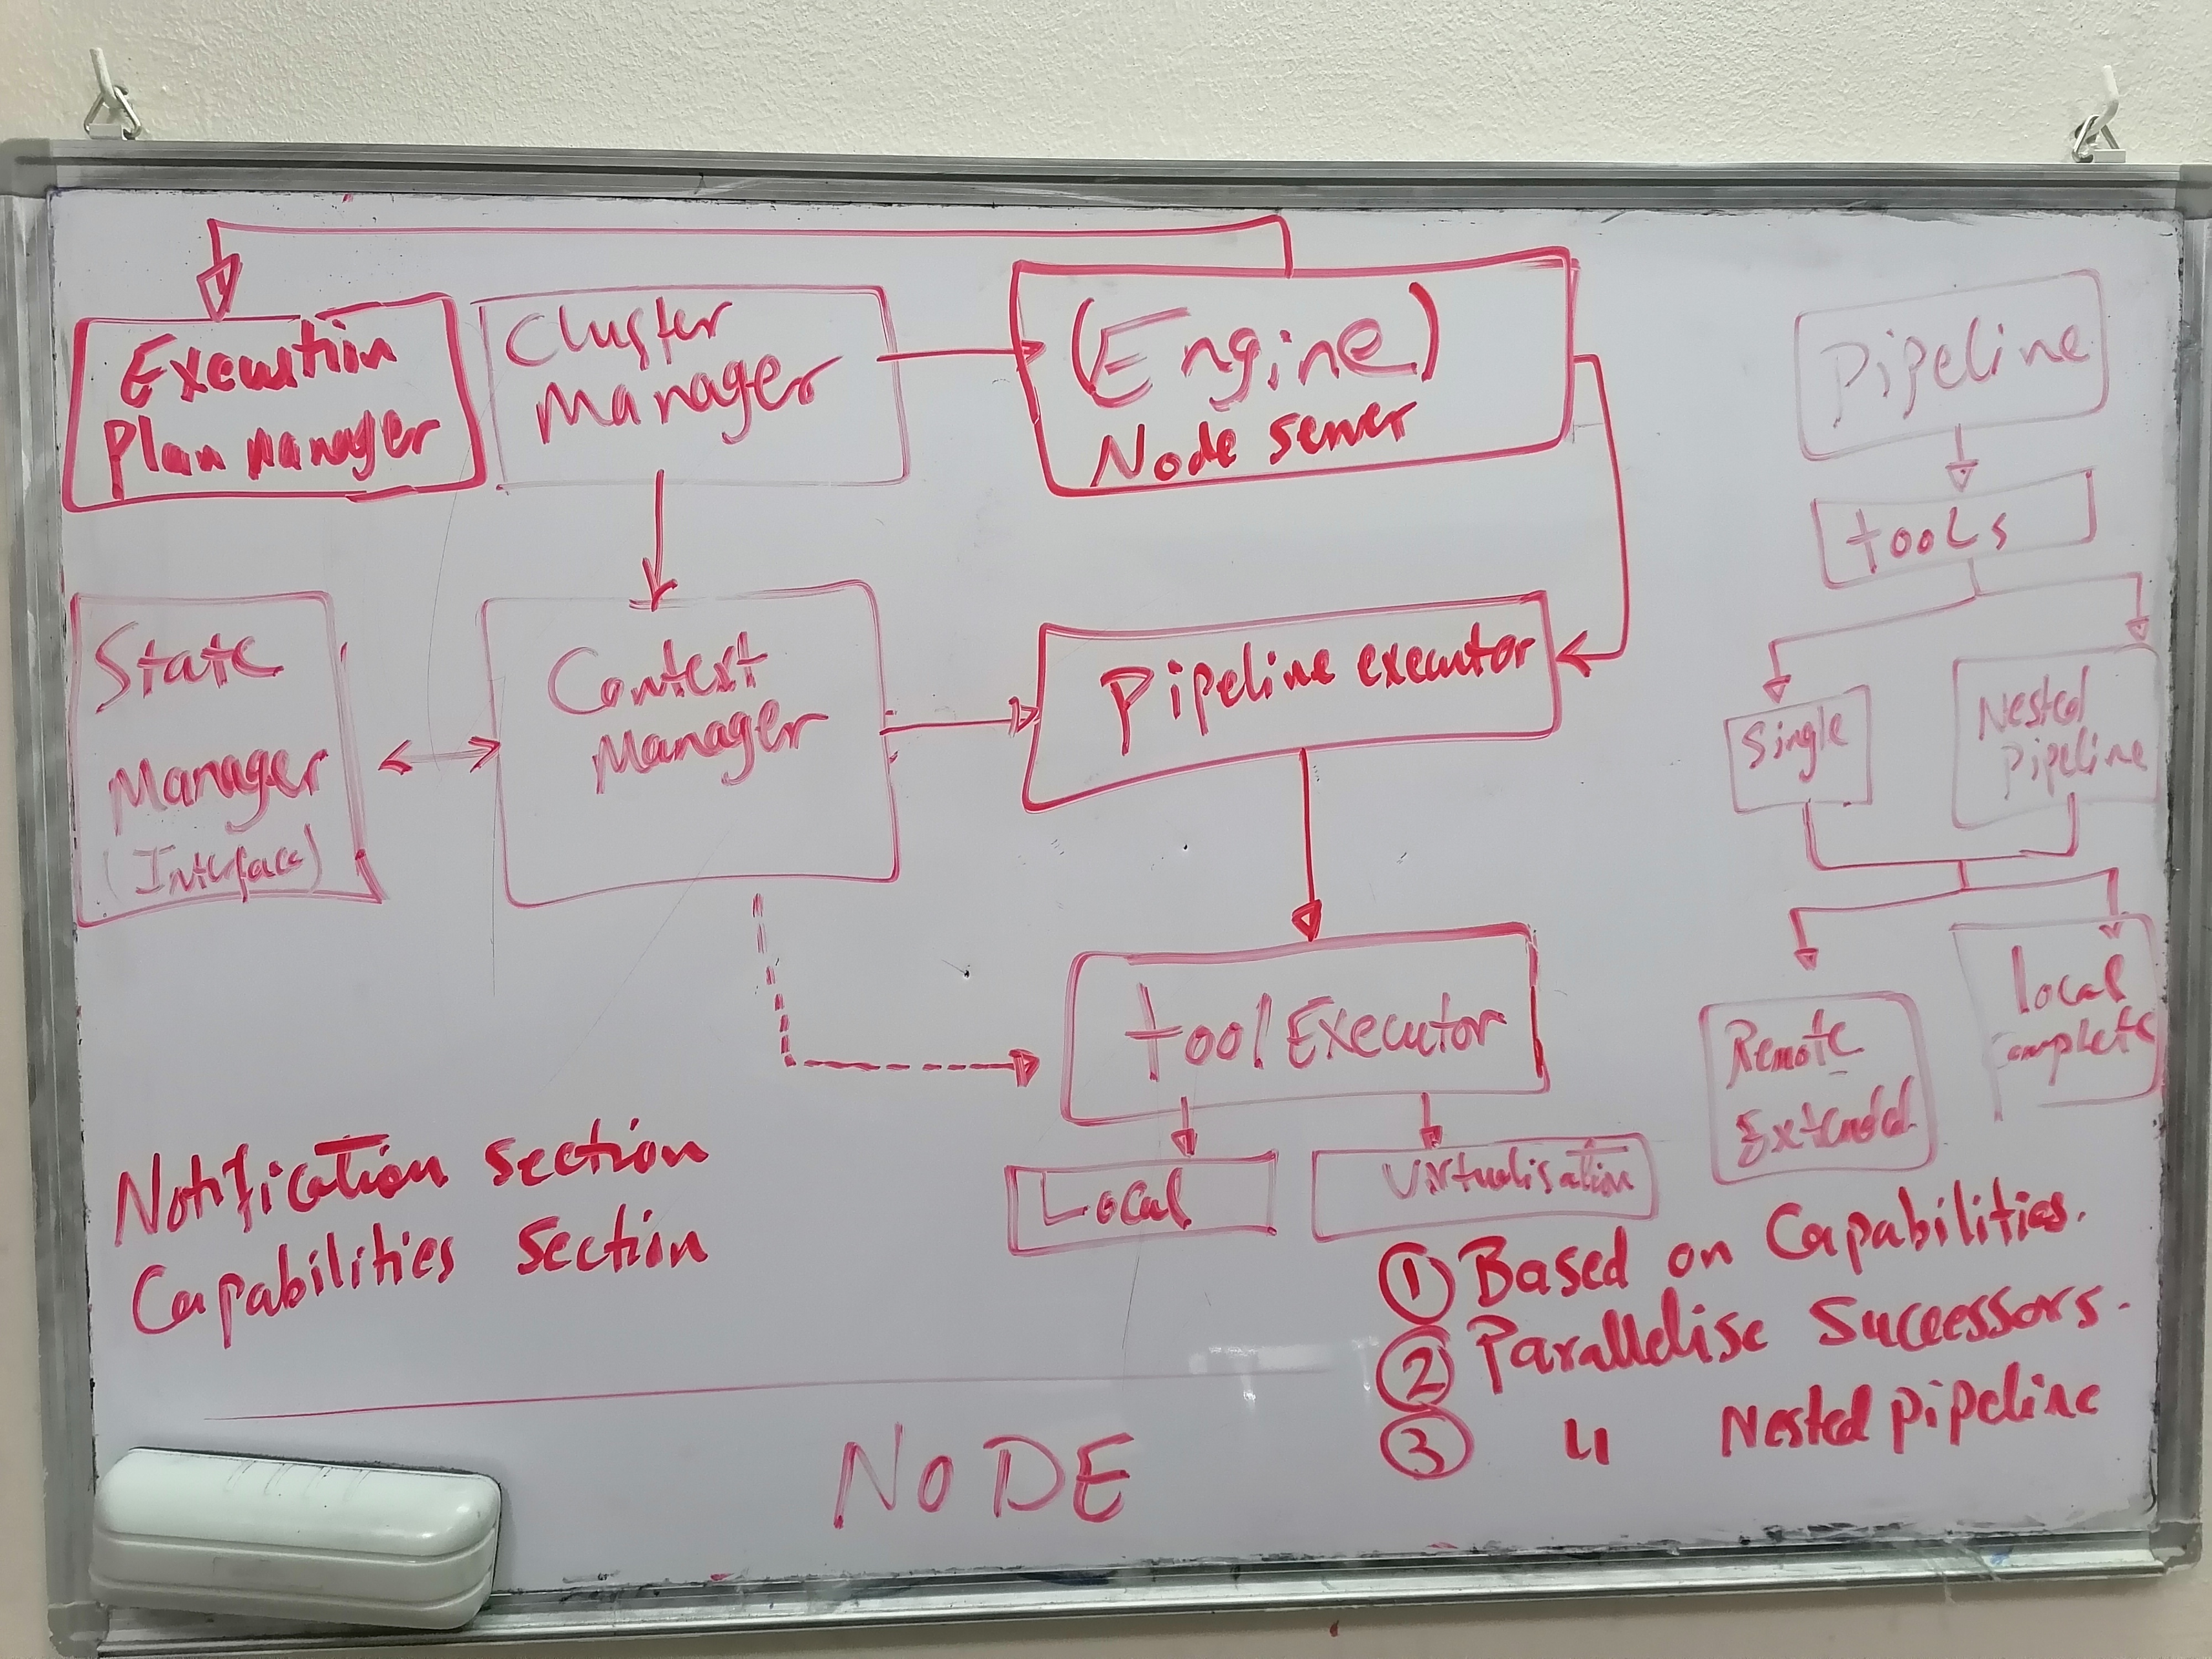 Execution
Plan Manager
Cluster
Manager
(Engine)
Node server
Pipeline
tools
State
Manager
(Interface)
Context
Manager
Pipeline executor
Single
Nested
Pipeline
tool Executor
Local
Virtualisation
Remote
Extended
local
complete
Notification section
Capabilities section
① Based on Capabilities.
② Parallelise Successors.
③ " Nested pipeline
NODE